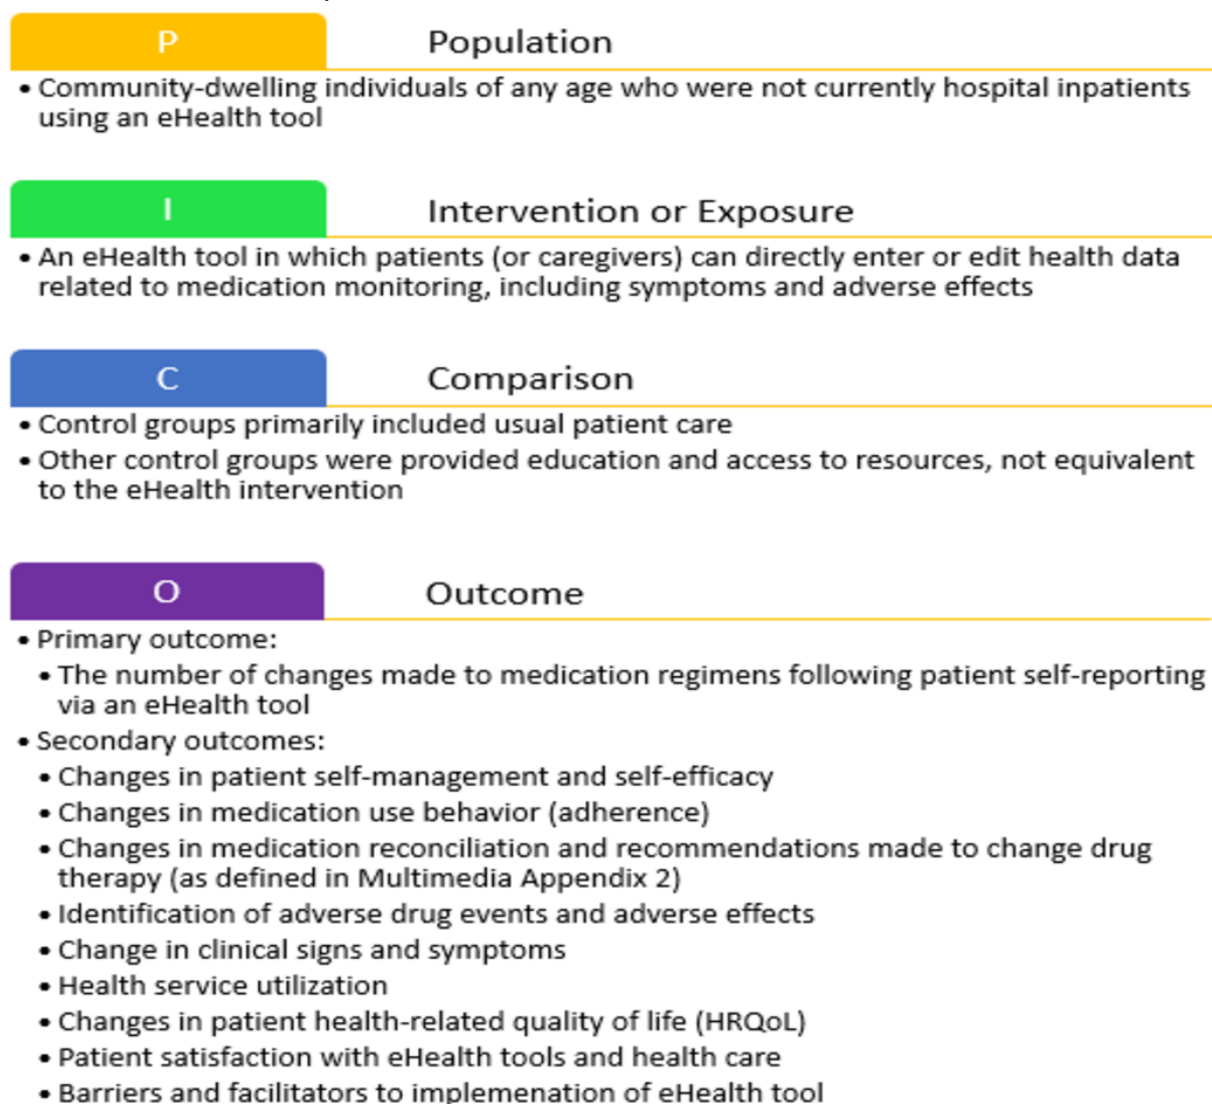 P Population
• Community-dwelling individuals of any age who were not currently hospital inpatients
using an eHealth tool
I Intervention or Exposure
• An eHealth tool in which patients (or caregivers) can directly enter or edit health data
related to medication monitoring, including symptoms and adverse effects
C Comparison
• Control groups primarily included usual patient care
• Other control groups were provided education and access to resources, not equivalent
to the eHealth intervention
O Outcome
• Primary outcome:
• The number of changes made to medication regimens following patient self-reporting
via an eHealth tool
• Secondary outcomes:
• Changes in patient self-management and self-efficacy
• Changes in medication use behavior (adherence)
• Changes in medication reconciliation and recommendations made to change drug
therapy (as defined in Multimedia Appendix 2)
• Identification of adverse drug events and adverse effects
• Change in clinical signs and symptoms
• Health service utilization
• Changes in patient health-related quality of life (HRQoL)
• Patient satisfaction with eHealth tools and health care
• Barriers and facilitators to implemenation of eHealth tool